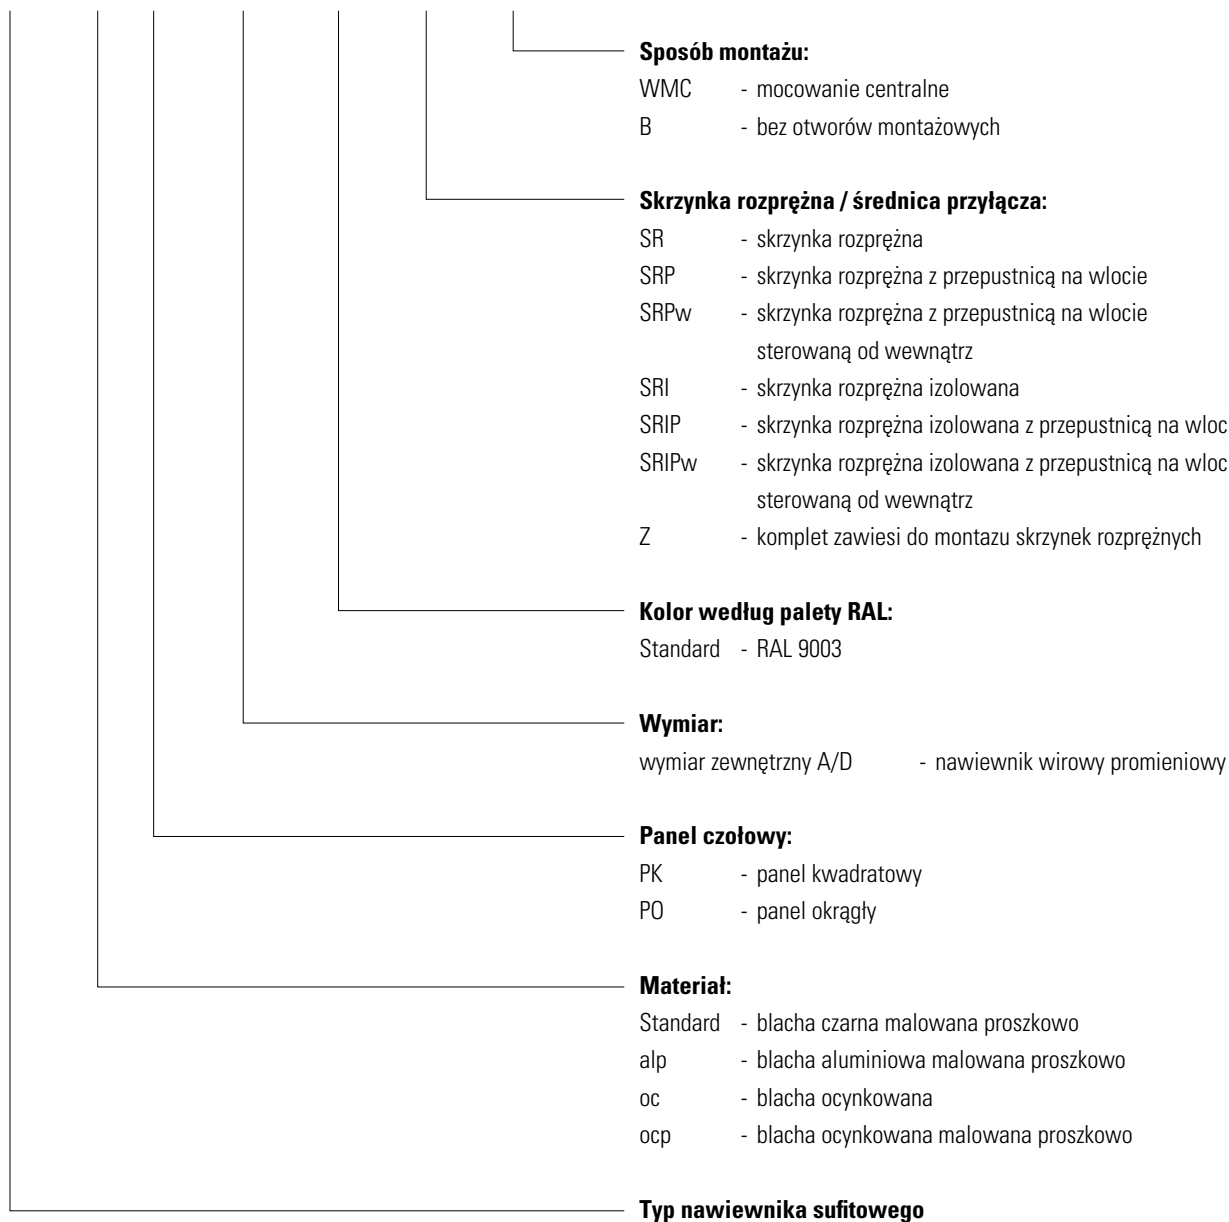 Sposób montażu:
WMC - mocowanie centralne
B - bez otworów montażowych
Skrzynka rozprężna / średnica przyłącza:
SR - skrzynka rozprężna
SRP - skrzynka rozprężna z przepustnicą na wlocie
SRPw - skrzynka rozprężna z przepustnicą na wlocie
sterowaną od wewnątrz
SRI - skrzynka rozprężna izolowana
SRIP - skrzynka rozprężna izolowana z przepustnicą na wloc
SRIPw - skrzynka rozprężna izolowana z przepustnicą na wloc
sterowaną od wewnątrz
Z - komplet zawiesi do montazu skrzynek rozprężnych
Kolor według palety RAL:
Standard - RAL 9003
Wymiar:
wymiar zewnętrzny A/D - nawiewnik wirowy promieniowy
Panel czołowy:
PK - panel kwadratowy
PO - panel okrągły
Materiał:
Standard - blacha czarna malowana proszkowo
alp - blacha aluminiowa malowana proszkowo
oc - blacha ocynkowana
ocp - blacha ocynkowana malowana proszkowo
Typ nawiewnika sufitowego